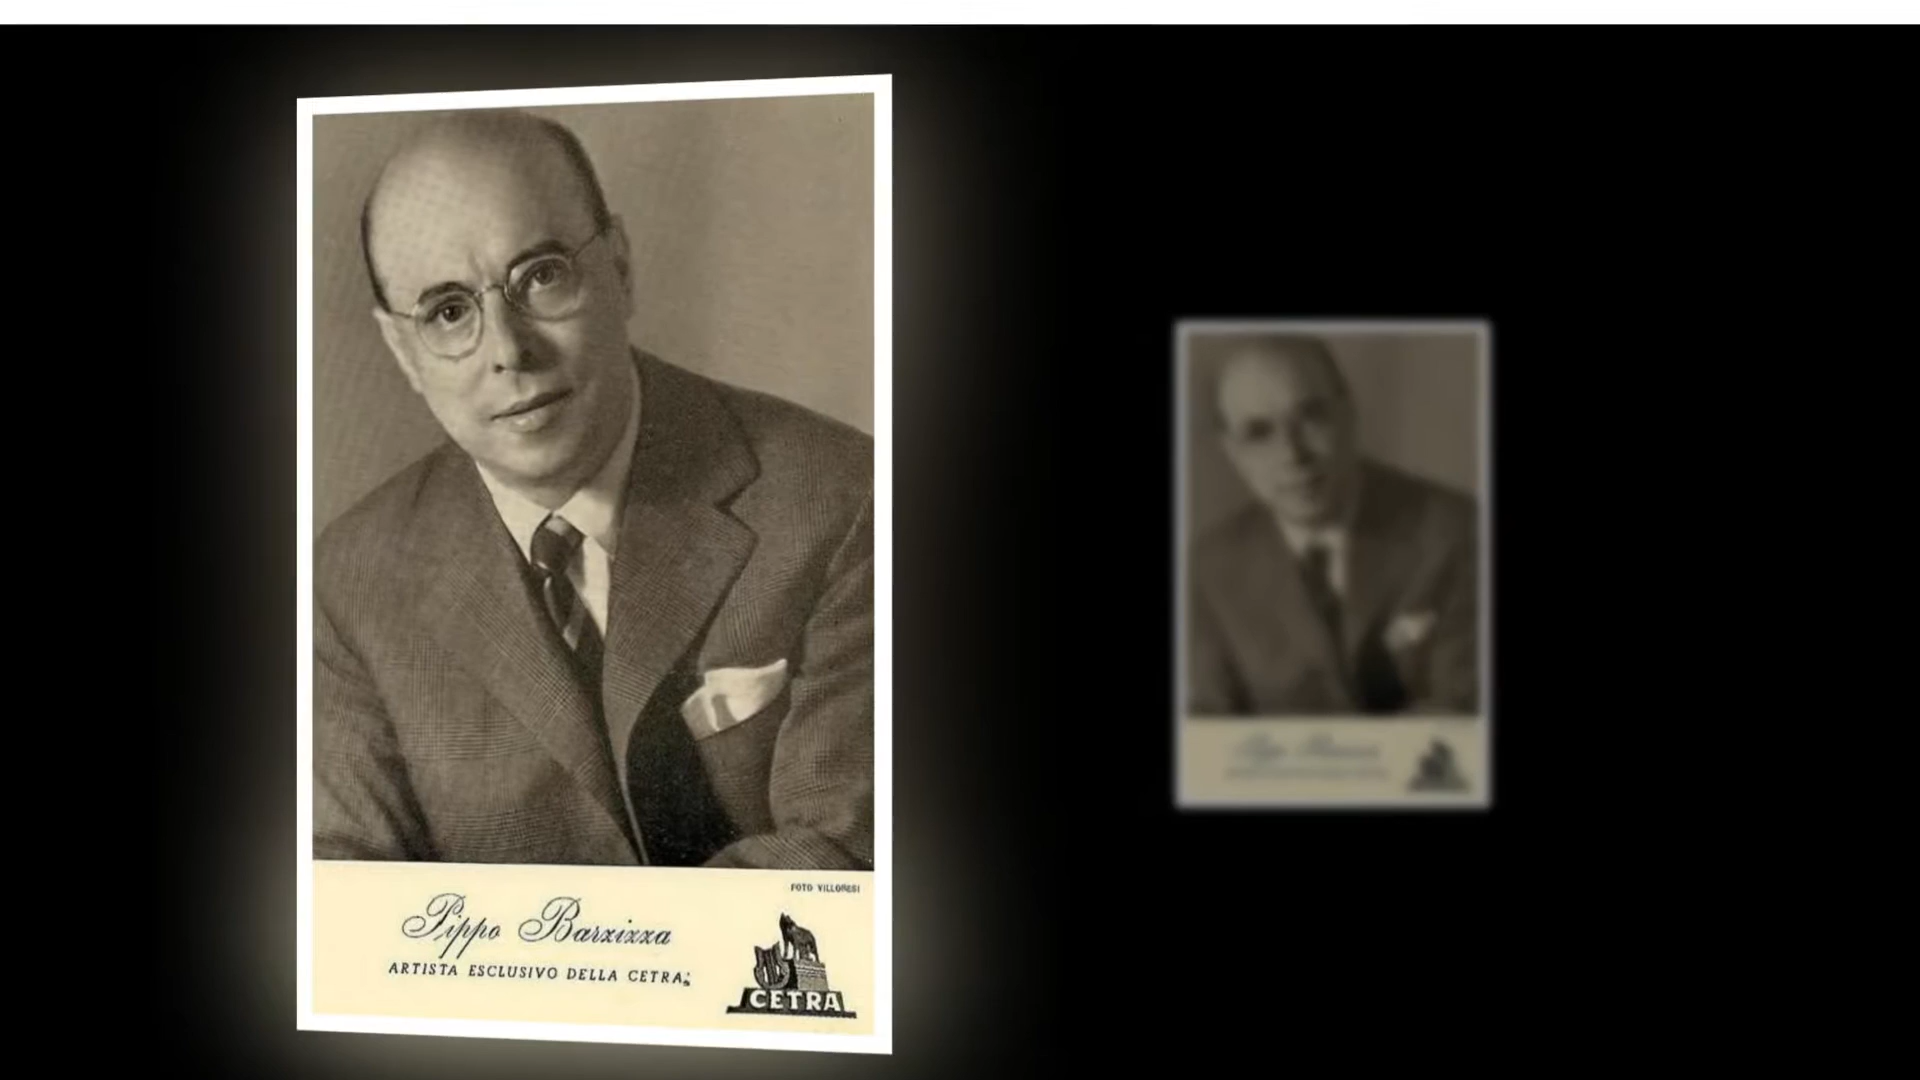 FOTO VILLORESI
Pippo Barzizza
ARTISTA ESCLUSIVO DELLA CETRA
CETRA